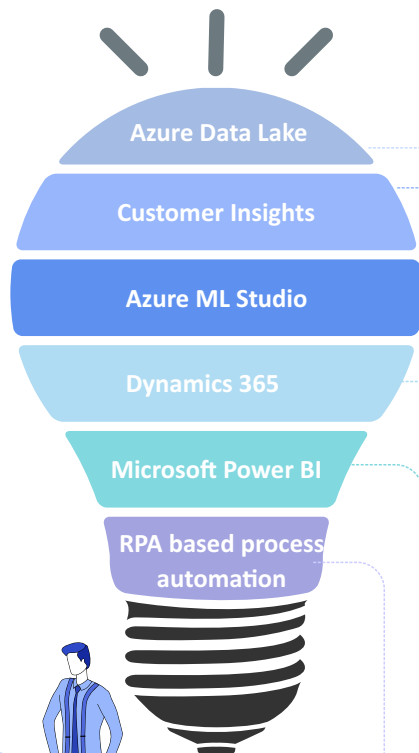 Azure Data Lake
Customer Insights
Azure ML Studio
Dynamics 365
Microsoft Power BI
RPA based process
automation